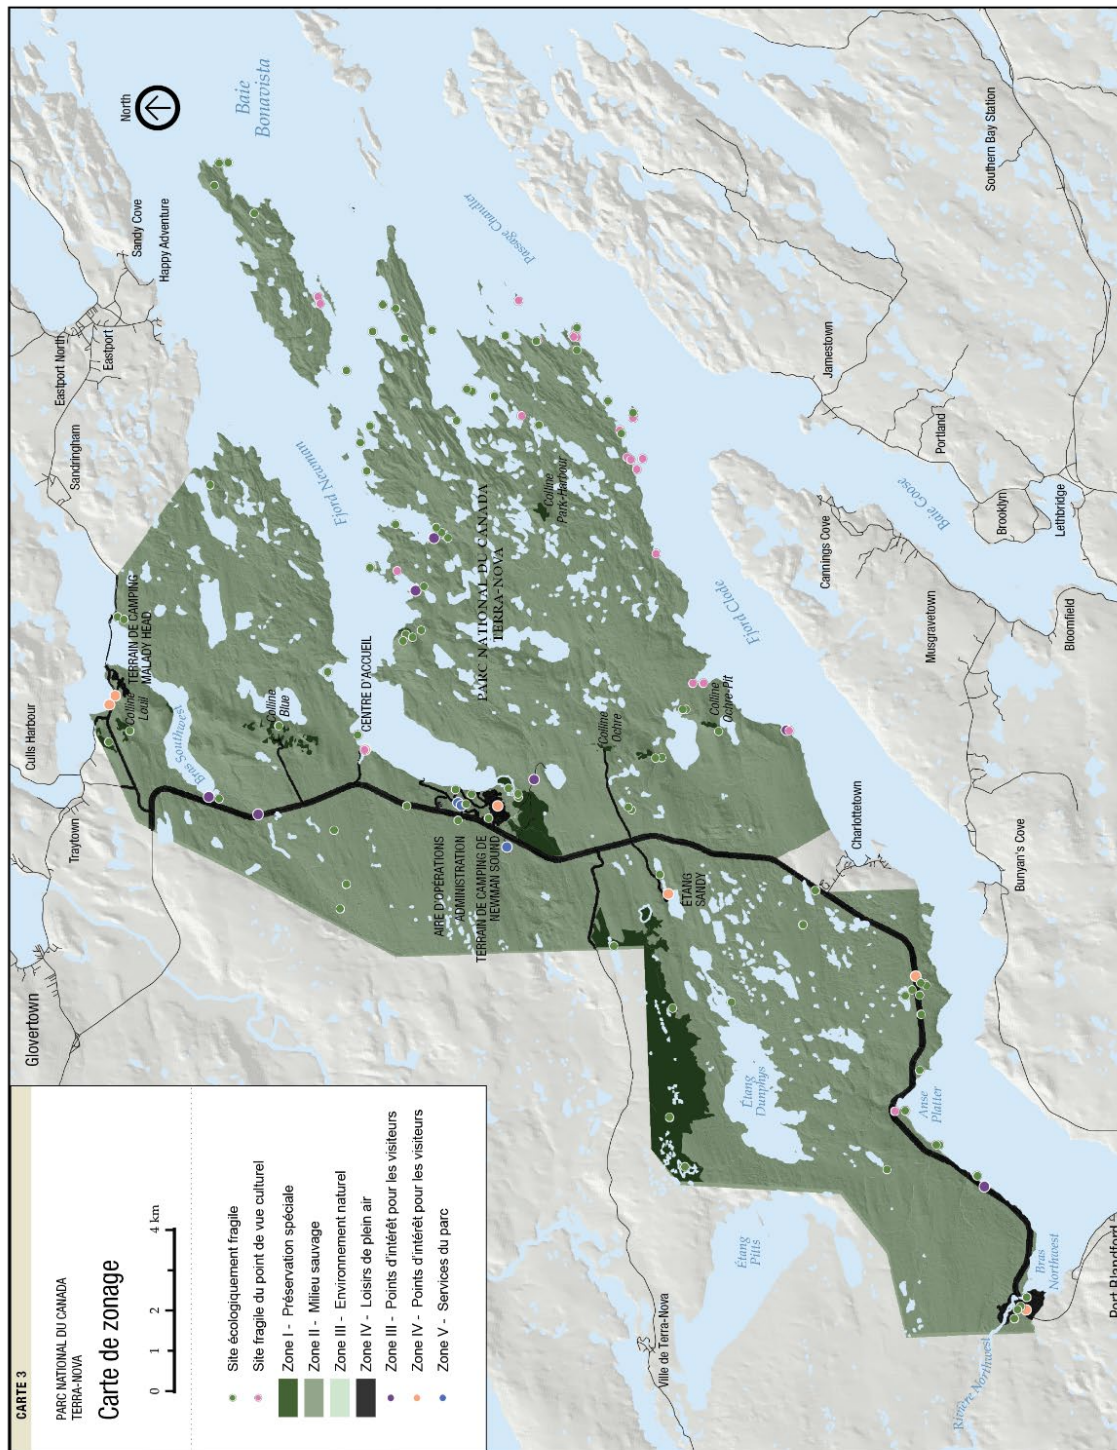 CARTE 3
PARC NATIONAL DU CANADA
TERRA-NOVA
Carte de zonage
0 1 2 4 km
Site écologiquement fragile
Site fragile du point de vue culturel
Zone I - Préservation spéciale
Zone II - Milieu sauvage
Zone III - Environnement naturel
Zone IV - Loisirs de plein air
Zone III - Points d'intérêt pour les visiteurs
Zone IV - Points d'intérêt pour les visiteurs
Zone V - Services du parc
Glovertown
Traytown
Culls Harbour
TERRAIN DE CAMPING
MALADY HEAD
Colline
Louil
Bras Southwest
Colline
Blue
CENTRE D'ACCUEIL
Sandringham
Eastport North
Eastport
Sandy Cove
Happy Adventure
North
Baie
Bonavista
Fjord Newman
Passage Chandler
AIRE D'OPÉRATIONS
ADMINISTRATION
TERRAIN DE CAMPING DE
NEWMAN SOUND
PARC NATIONAL DU CANADA
TERRA-NOVA
Colline
Park-Harbour
Colline
Ochre
Colline
Ochre-Pit
ÉTANG
SANDY
Fjord Clode
Southern Bay Station
Jamestown
Portland
Baie Goose
Brooklyn
Lethbridge
Cannings Cove
Musgravetown
Bloomfield
Charlottetown
Bunyan's Cove
Étang
Dunphys
Anse
Platter
Étang
Pitts
Ville de Terra-Nova
Bras
Northwest
Rivière Northwest
Port Blandford